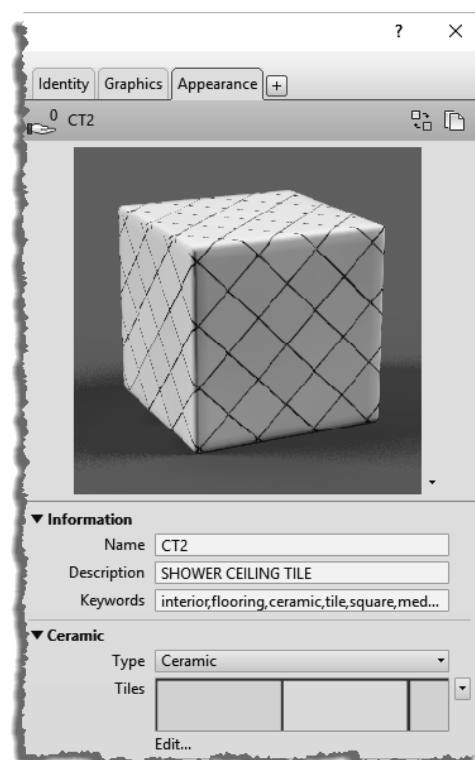 ?
Identity Graphics Appearance +
0 CT2
Information
Name CT2
Description SHOWER CEILING TILE
Keywords interior,flooring,ceramic,tile,square,med...
Ceramic
Type Ceramic
Tiles
Edit...